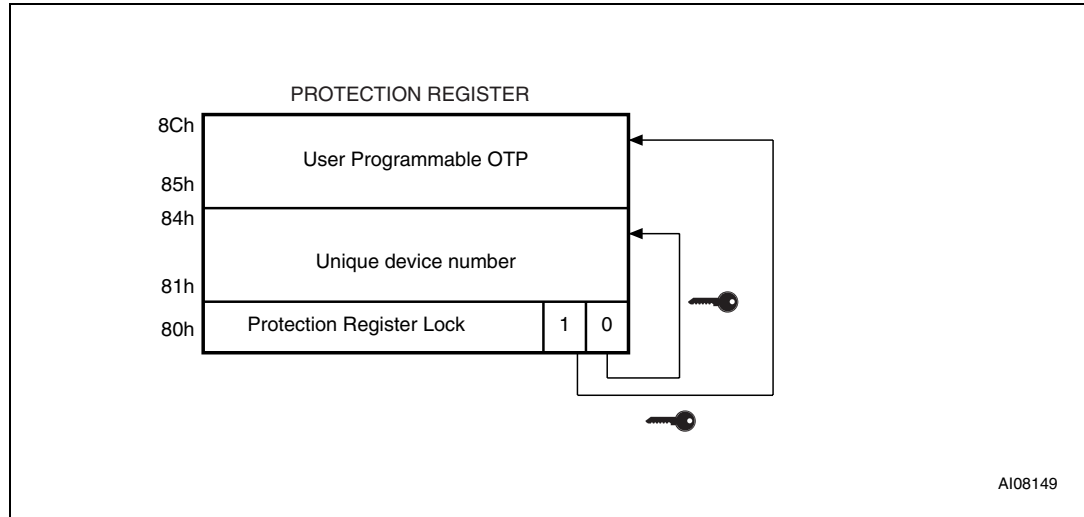 PROTECTION REGISTER
8Ch
User Programmable OTP
85h
84h
Unique device number
81h
80h Protection Register Lock 1 0
AI08149